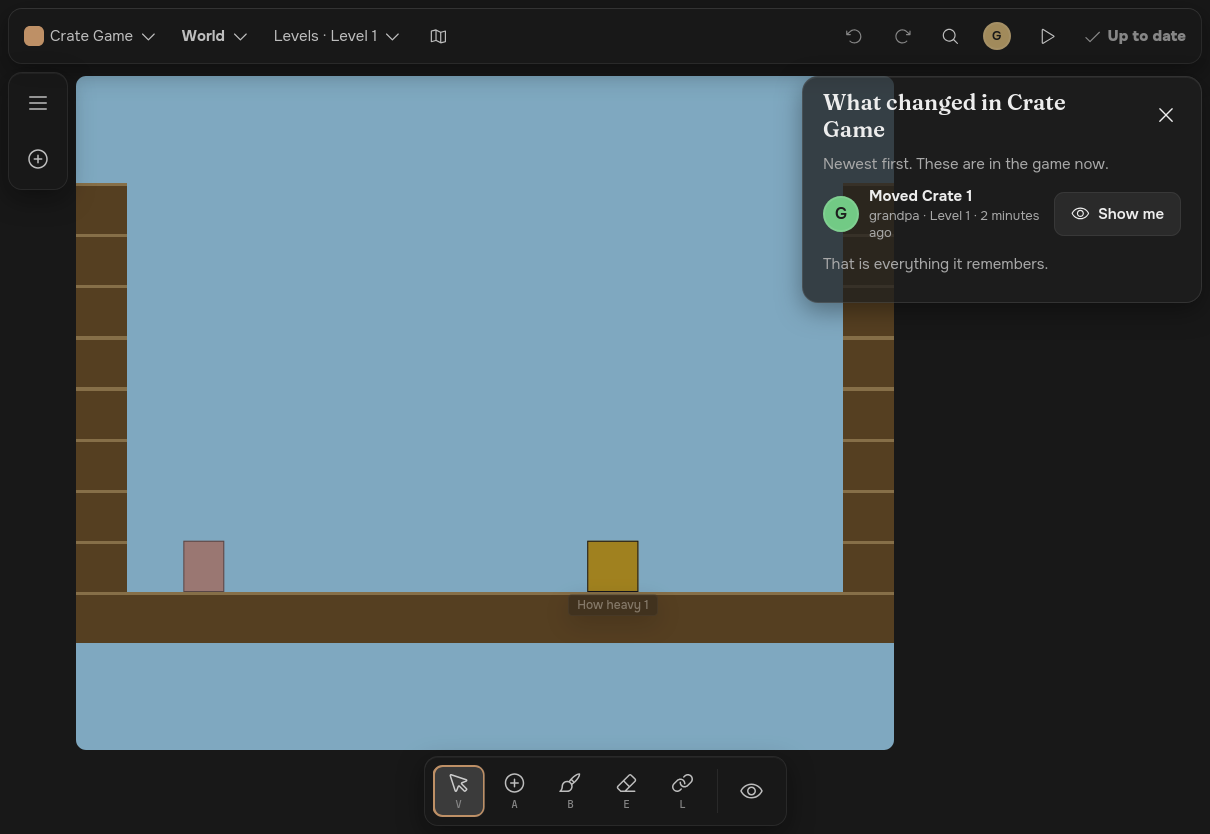 Crate Game
World
Levels · Level 1
G
Up to date
What changed in Crate
Game
Newest first. These are in the game now.
G
Moved Crate 1
grandpa · Level 1 · 2 minutes
ago
Show me
That is everything it remembers.
How heavy 1
V
A
B
E
L